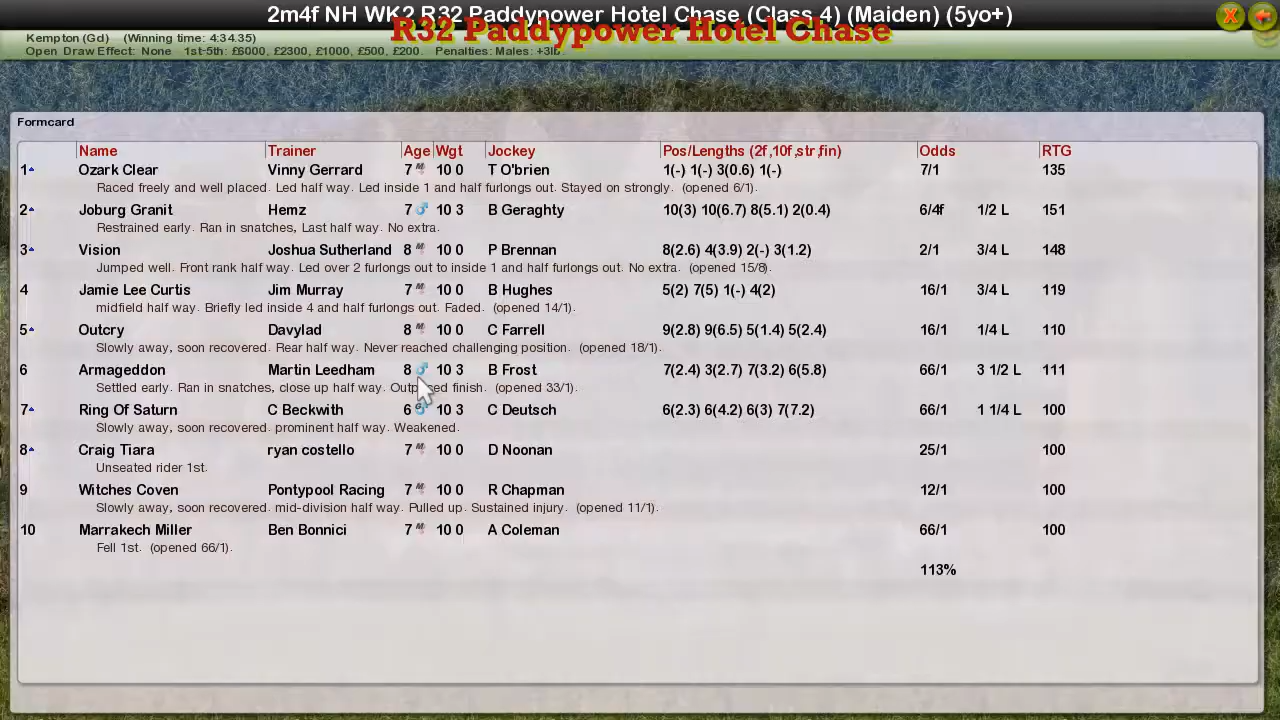 2m4f NH WK2 R32 Paddypower Hotel Chase (Class 4) (Maiden) (5yo+)
R32 Paddypower Hotel Chase
Kempton (Gd) (Winning time: 4:34.35)
Open Draw Effect: None 1st-5th: £6000, £2300, £1000, £500, £200. Penalties: Males: +3lb.
Formcard
Name Trainer Age Wgt Jockey Pos/Lengths (2f,10f,str,fin) Odds RTG
1 Ozark Clear Vinny Gerrard 7 10 0 T O'brien 1(-) 1(-) 3(0.6) 1(-) 7/1 135
Raced freely and well placed. Led half way. Led inside 1 and half furlongs out. Stayed on strongly. (opened 6/1).
2 Joburg Granit Hemz 7 10 3 B Geraghty 10(3) 10(6.7) 8(5.1) 2(0.4) 6/4f 1/2 L 151
Restrained early. Ran in snatches, Last half way. No extra.
3 Vision Joshua Sutherland 8 10 0 P Brennan 8(2.6) 4(3.9) 2(-) 3(1.2) 2/1 3/4 L 148
Jumped well. Front rank half way. Led over 2 furlongs out to inside 1 and half furlongs out. No extra. (opened 15/8).
4 Jamie Lee Curtis Jim Murray 7 10 0 B Hughes 5(2) 7(5) 1(-) 4(2) 16/1 3/4 L 119
midfield half way. Briefly led inside 4 and half furlongs out. Faded. (opened 14/1).
5 Outcry Davylad 8 10 0 C Farrell 9(2.8) 9(6.5) 5(1.4) 5(2.4) 16/1 1/4 L 110
Slowly away, soon recovered. Rear half way. Never reached challenging position. (opened 18/1).
6 Armageddon Martin Leedham 8 10 3 B Frost 7(2.4) 3(2.7) 7(3.2) 6(5.8) 66/1 3 1/2 L 111
Settled early. Ran in snatches, close up half way. finish. (opened 33/1).
7 Ring Of Saturn C Beckwith 6 10 3 C Deutsch 6(2.3) 6(4.2) 6(3) 7(7.2) 66/1 1 1/4 L 100
Slowly away, soon recovered. prominent half way. Weakened.
8 Craig Tiara ryan costello 7 10 0 D Noonan 25/1 100
Unseated rider 1st.
9 Witches Coven Pontypool Racing 7 10 0 R Chapman 12/1 100
Slowly away, soon recovered. mid-division half way. Pulled up. Sustained injury. (opened 11/1).
10 Marrakech Miller Ben Bonnici 7 10 0 A Coleman 66/1 100
Fell 1st. (opened 66/1).
113%